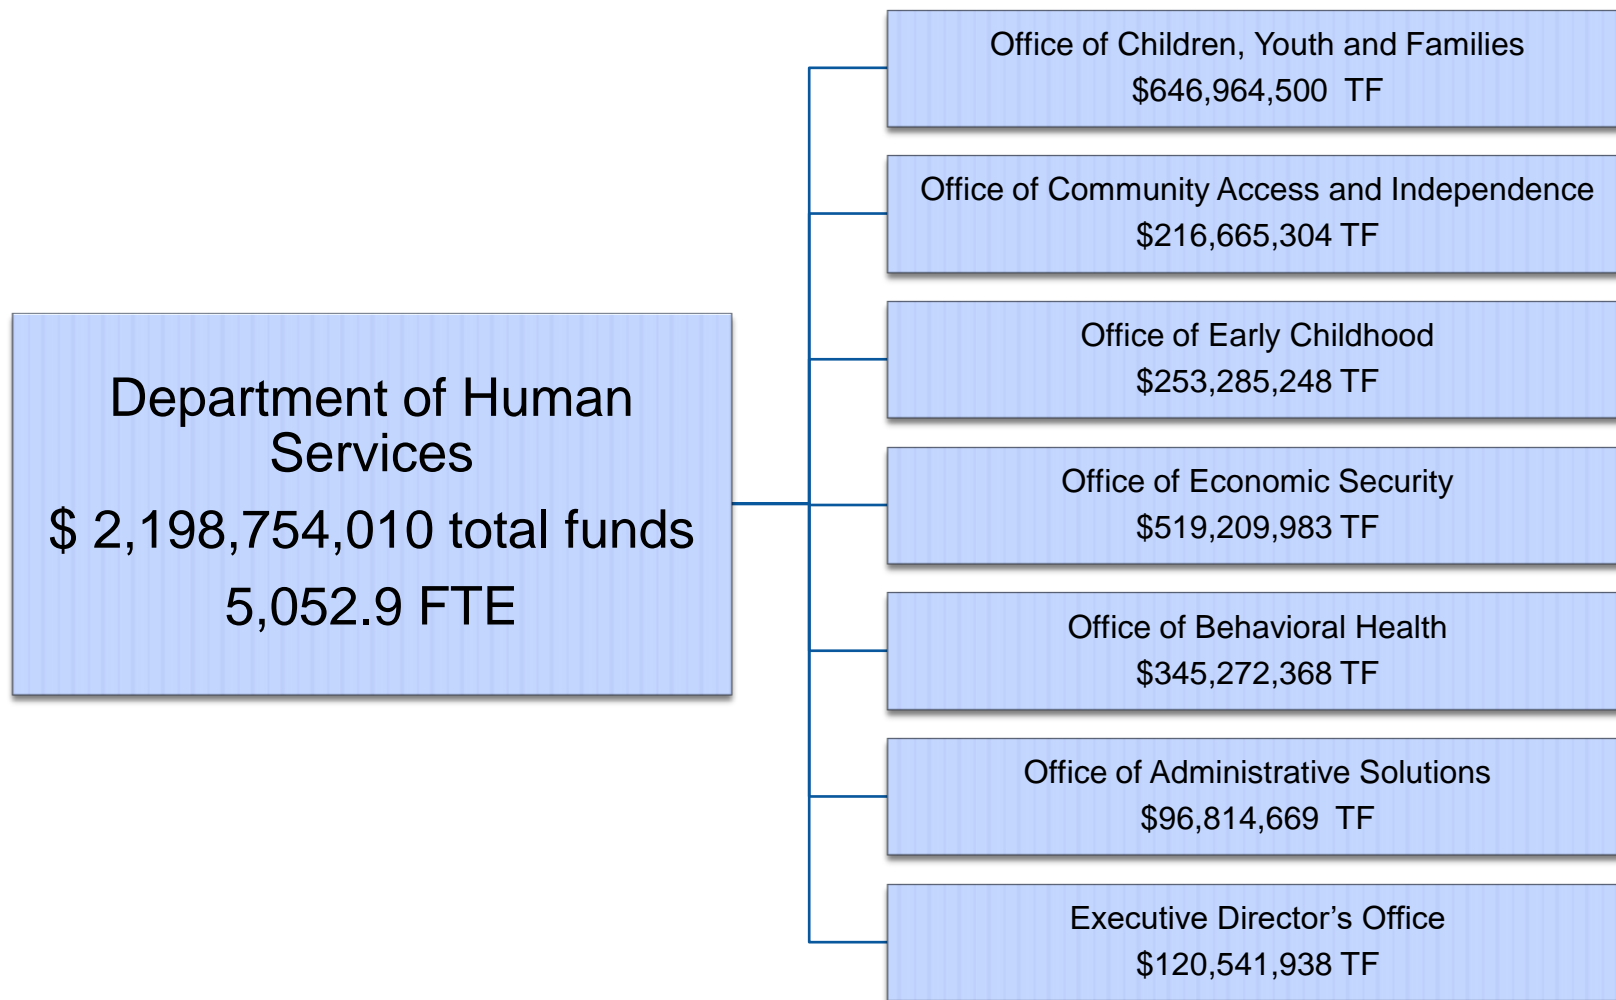 Department of Human
Services
$ 2,198,754,010 total funds
5,052.9 FTE
Office of Children, Youth and Families
$646,964,500  TF
Office of Community Access and Independence
$216,665,304 TF
Office of Early Childhood
$253,285,248 TF
Office of Economic Security
$519,209,983 TF
Office of Behavioral Health
$345,272,368 TF
Office of Administrative Solutions
$96,814,669  TF
Executive Director’s Office
$120,541,938 TF